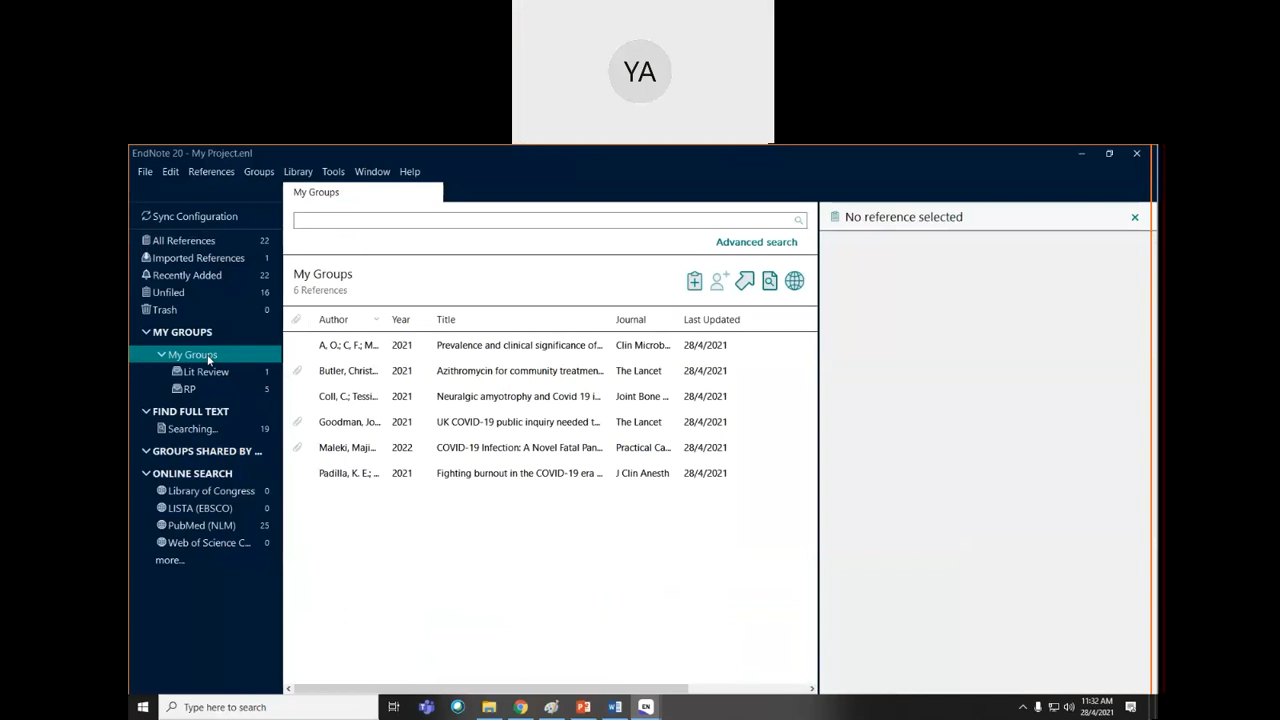 YA
EndNote 20 - My Project.enl
File Edit References Groups Library Tools Window Help
My Groups
Sync Configuration
All References 22
Imported References 1
Recently Added 22
Unfiled 16
Trash 0
MY GROUPS
My Groups
Lit Review 1
RP 5
FIND FULL TEXT
Searching... 19
GROUPS SHARED BY ...
ONLINE SEARCH
Library of Congress 0
LISTA (EBSCO) 0
PubMed (NLM) 25
Web of Science C... 0
more...
Advanced search
My Groups
6 References
Author Year Title Journal Last Updated
A, O.; C, F.; M... 2021 Prevalence and clinical significance of... Clin Microb... 28/4/2021
Butler, Christ... 2021 Azithromycin for community treatmen... The Lancet 28/4/2021
Coll, C.; Tessi... 2021 Neuralgic amyotrophy and Covid 19 i... Joint Bone ... 28/4/2021
Goodman, Jo... 2021 UK COVID-19 public inquiry needed t... The Lancet 28/4/2021
Maleki, Maji... 2022 COVID-19 Infection: A Novel Fatal Pan... Practical Ca... 28/4/2021
Padilla, K. E.; ... 2021 Fighting burnout in the COVID-19 era ... J Clin Anesth 28/4/2021
No reference selected
Type here to search
EN
11:32 AM
28/4/2021